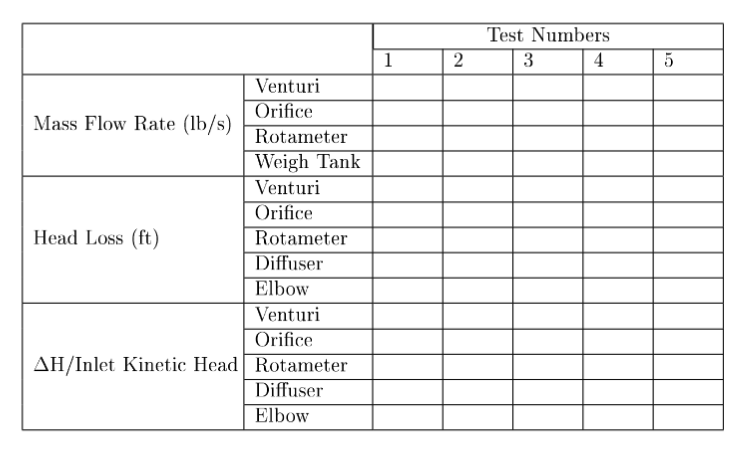 Test Numbers
1 2 3 4 5
Mass Flow Rate (lb/s)
Venturi
Orifice
Rotameter
Weigh Tank
Head Loss (ft)
Venturi
Orifice
Rotameter
Diffuser
Elbow
ΔH/Inlet Kinetic Head
Venturi
Orifice
Rotameter
Diffuser
Elbow